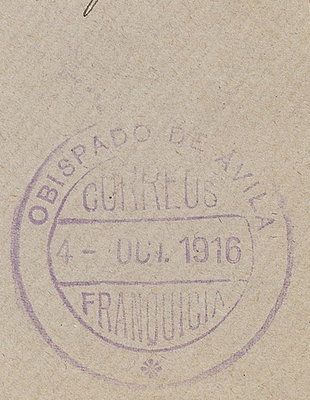 OBISPADO DE AVILA
CORREOS
4 - OCT. 1916
FRANQUICIA